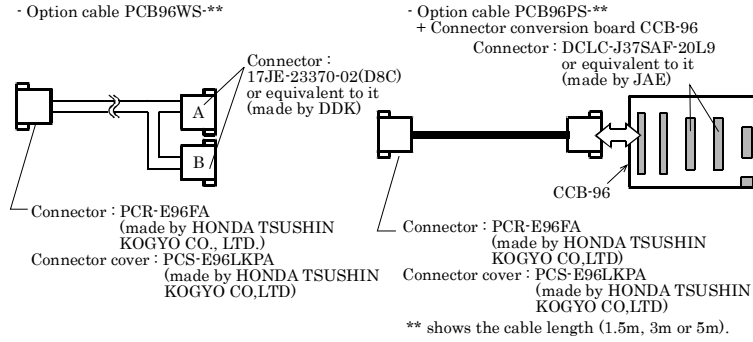 - Option cable PCB96WS-**
Connector :
17JE-23370-02(D8C)
or equivalent to it
(made by DDK)
A
B
Connector : PCR-E96FA
(made by HONDA TSUSHIN
KOGYO CO., LTD.)
Connector cover : PCS-E96LKPA
(made by HONDA TSUSHIN
KOGYO CO,LTD)
- Option cable PCB96PS-**
+ Connector conversion board CCB-96
Connector : DCLC-J37SAF-20L9
or equivalent to it
(made by JAE)
CCB-96
Connector : PCR-E96FA
(made by HONDA TSUSHIN
KOGYO CO,LTD)
Connector cover : PCS-E96LKPA
(made by HONDA TSUSHIN
KOGYO CO,LTD)
** shows the cable length (1.5m, 3m or 5m).